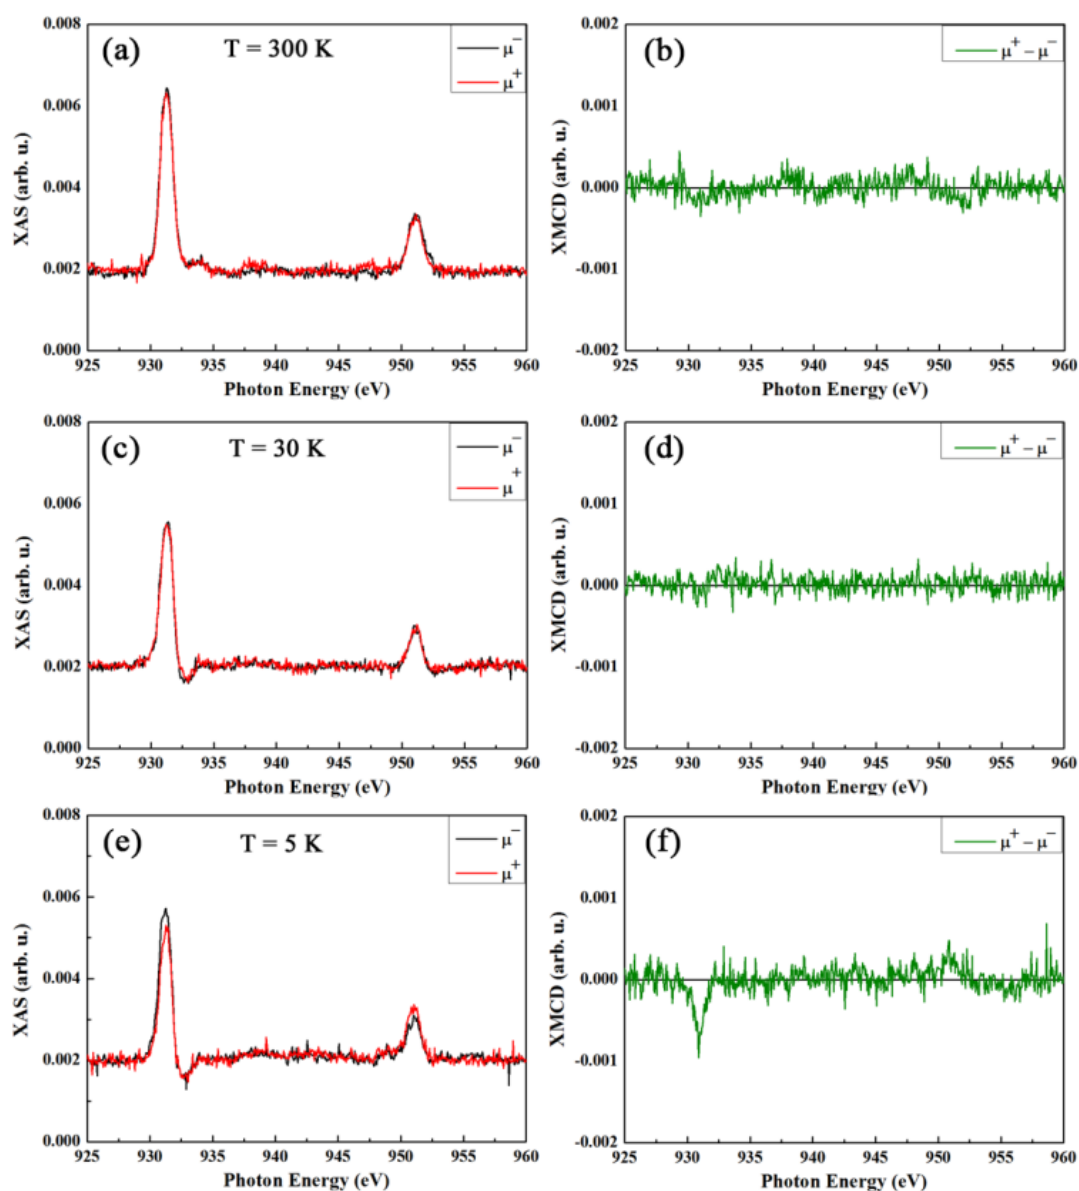 (a) T = 300 K
μ⁻
μ⁺
0.008
0.006
0.004
0.002
0.000
XAS (arb. u.)
925 930 935 940 945 950 955 960
Photon Energy (eV)
(b)
μ⁺ − μ⁻
0.002
0.001
0.000
-0.001
-0.002
XMCD (arb. u.)
925 930 935 940 945 950 955 960
Photon Energy (eV)
(c) T = 30 K
μ⁻
μ⁺
0.008
0.006
0.004
0.002
0.000
XAS (arb. u.)
925 930 935 940 945 950 955 960
Photon Energy (eV)
(d)
μ⁺ − μ⁻
0.002
0.001
0.000
-0.001
-0.002
XMCD (arb. u.)
925 930 935 940 945 950 955 960
Photon Energy (eV)
(e) T = 5 K
μ⁻
μ⁺
0.008
0.006
0.004
0.002
0.000
XAS (arb. u.)
925 930 935 940 945 950 955 960
Photon Energy (eV)
(f)
μ⁺ − μ⁻
0.002
0.001
0.000
-0.001
-0.002
XMCD (arb. u.)
925 930 935 940 945 950 955 960
Photon Energy (eV)